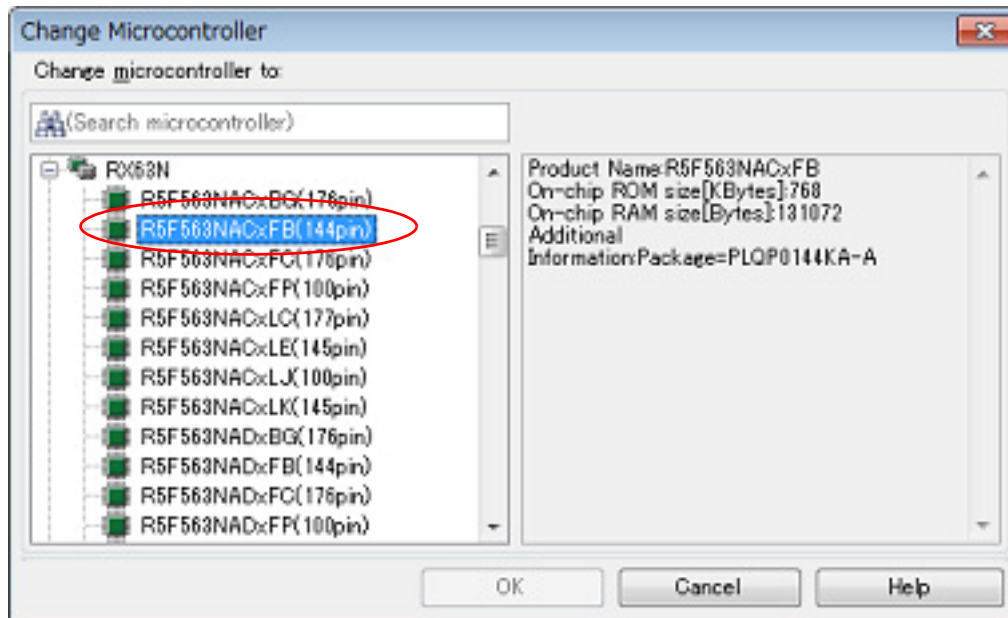 Change Microcontroller
Change microcontroller to:
(Search microcontroller)
RX63N
R5F563NACxBG(176pin)
R5F563NACxFB(144pin)
R5F563NACxFC(176pin)
R5F563NACxFP(100pin)
R5F563NACxLC(177pin)
R5F563NACxLE(145pin)
R5F563NACxLJ(100pin)
R5F563NACxLK(145pin)
R5F563NADxBG(176pin)
R5F563NADxFB(144pin)
R5F563NADxFC(176pin)
R5F563NADxFP(100pin)
Product Name:R5F563NACxFB
On-chip ROM size[KBytes]:768
On-chip RAM size[Bytes]:131072
Additional
Information:Package=PLQP0144KA-A
OK
Cancel
Help